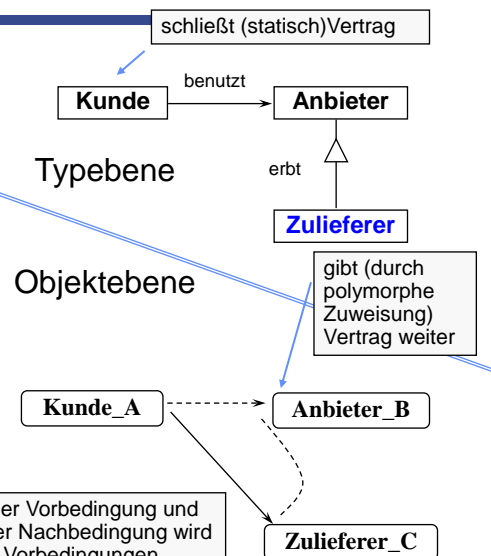 schließt (statisch)Vertrag
benutzt
Kunde
Anbieter
Typebene
erbt
Zulieferer
Objektebene
gibt (durch
polymorphe
Zuweisung)
Vertrag weiter
Kunde_A
Anbieter_B
er Vorbedingung und
er Nachbedingung wird
Vorbedingungen
Zulieferer_C